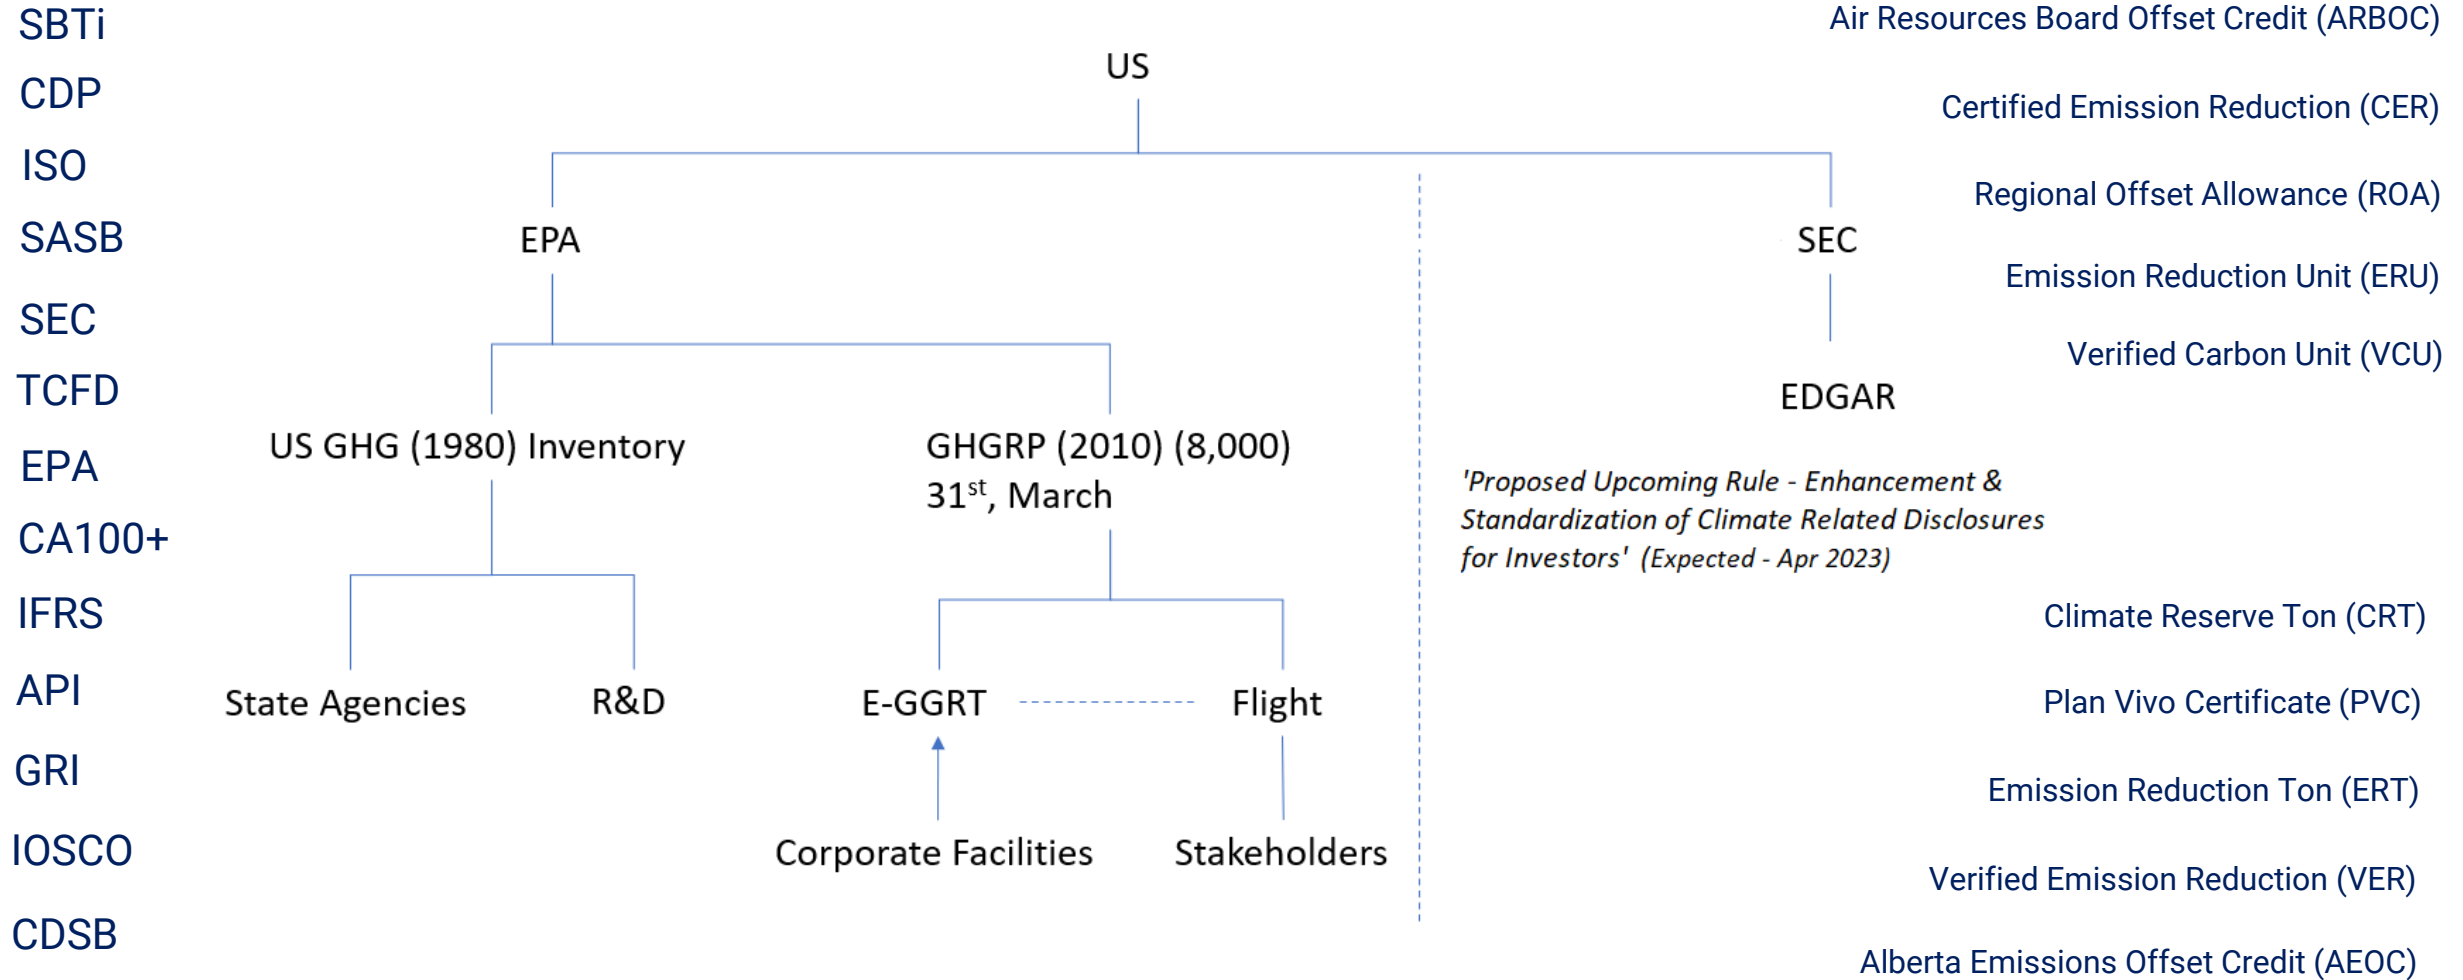 SBTi
CDP
ISO
SASB
SEC
TCFD
EPA
CA100+
IFRS
API
GRI
IOSCO
CDSB
US
EPA
SEC
EDGAR
US GHG (1980) Inventory
GHGRP (2010) (8,000)
31st, March
'Proposed Upcoming Rule - Enhancement &
Standardization of Climate Related Disclosures
for Investors' (Expected - Apr 2023)
State Agencies
R&D
E-GGRT
Flight
Corporate Facilities
Stakeholders
Air Resources Board Offset Credit (ARBOC)
Certified Emission Reduction (CER)
Regional Offset Allowance (ROA)
Emission Reduction Unit (ERU)
Verified Carbon Unit (VCU)
Climate Reserve Ton (CRT)
Plan Vivo Certificate (PVC)
Emission Reduction Ton (ERT)
Verified Emission Reduction (VER)
Alberta Emissions Offset Credit (AEOC)